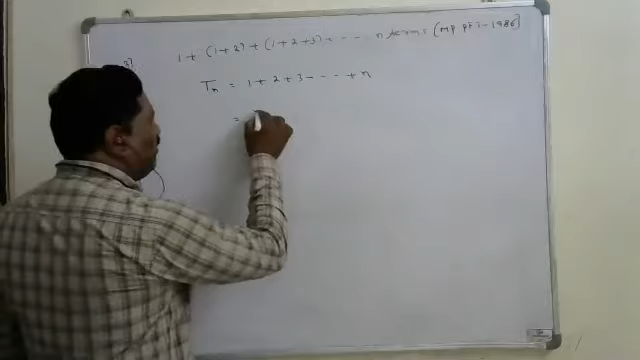 1 + (1+2) + (1+2+3) + --- n terms [MP PET - 1986]
Tn = 1 + 2 + 3 - - - - + n
=